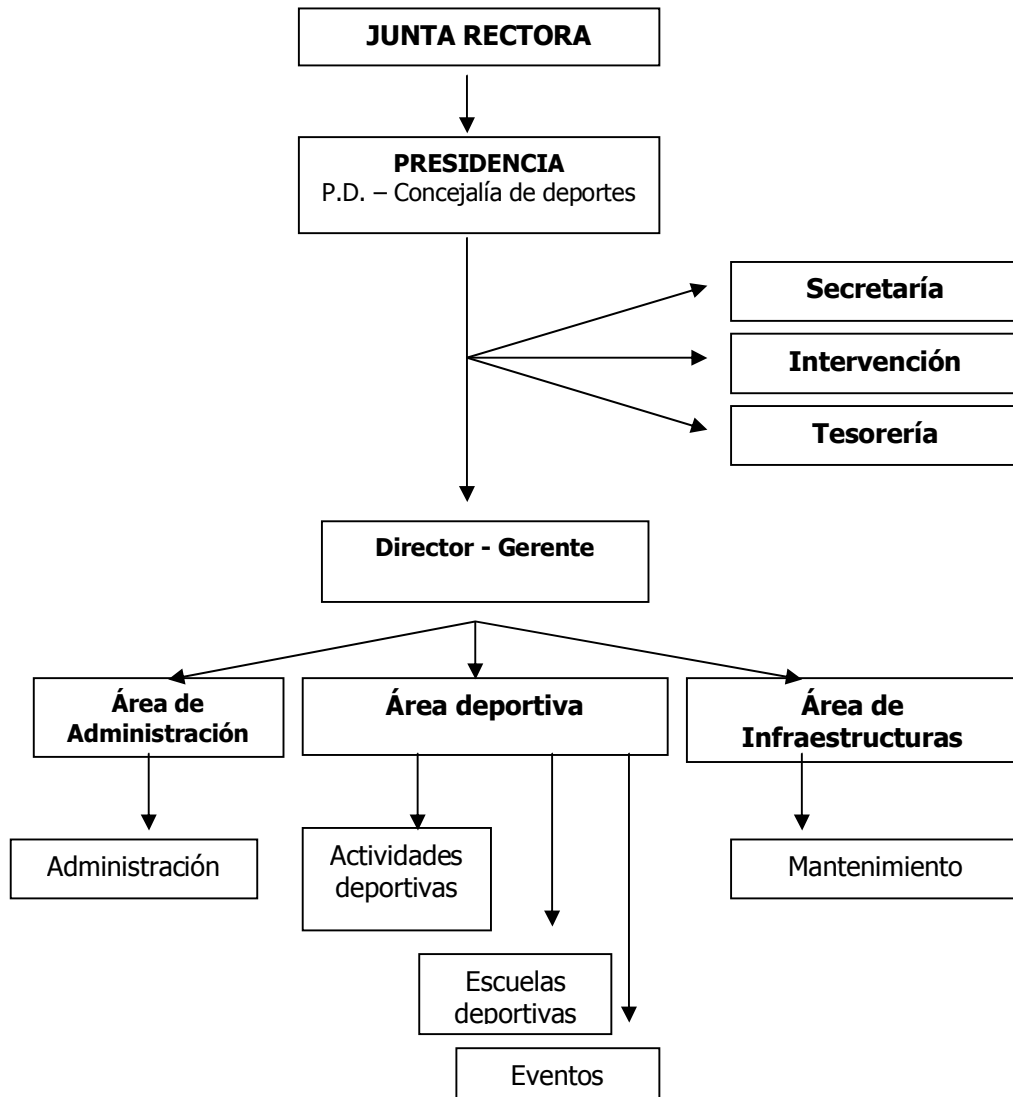 JUNTA RECTORA
PRESIDENCIA
P.D. – Concejalía de deportes
Secretaría
Intervención
Tesorería
Director - Gerente
Área de
Administración
Área deportiva
Área de
Infraestructuras
Administración
Actividades
deportivas
Mantenimiento
Escuelas
deportivas
Eventos